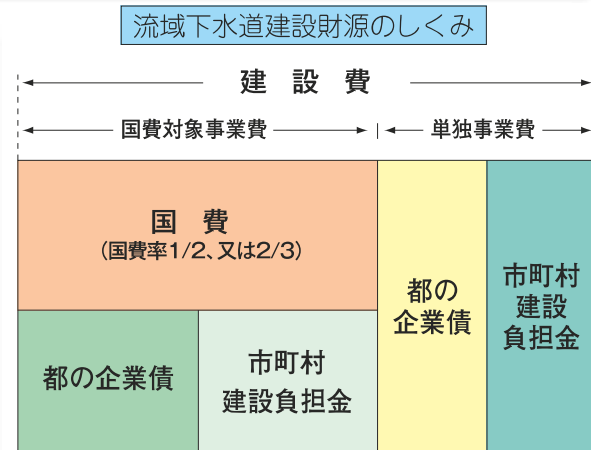 流域下水道建設財源のしくみ
建設費
国費対象事業費
単独事業費
国費
(国費率1/2、又は2/3)
都の企業債
市町村
建設負担金
都の
企業債
市町村
建設
負担金